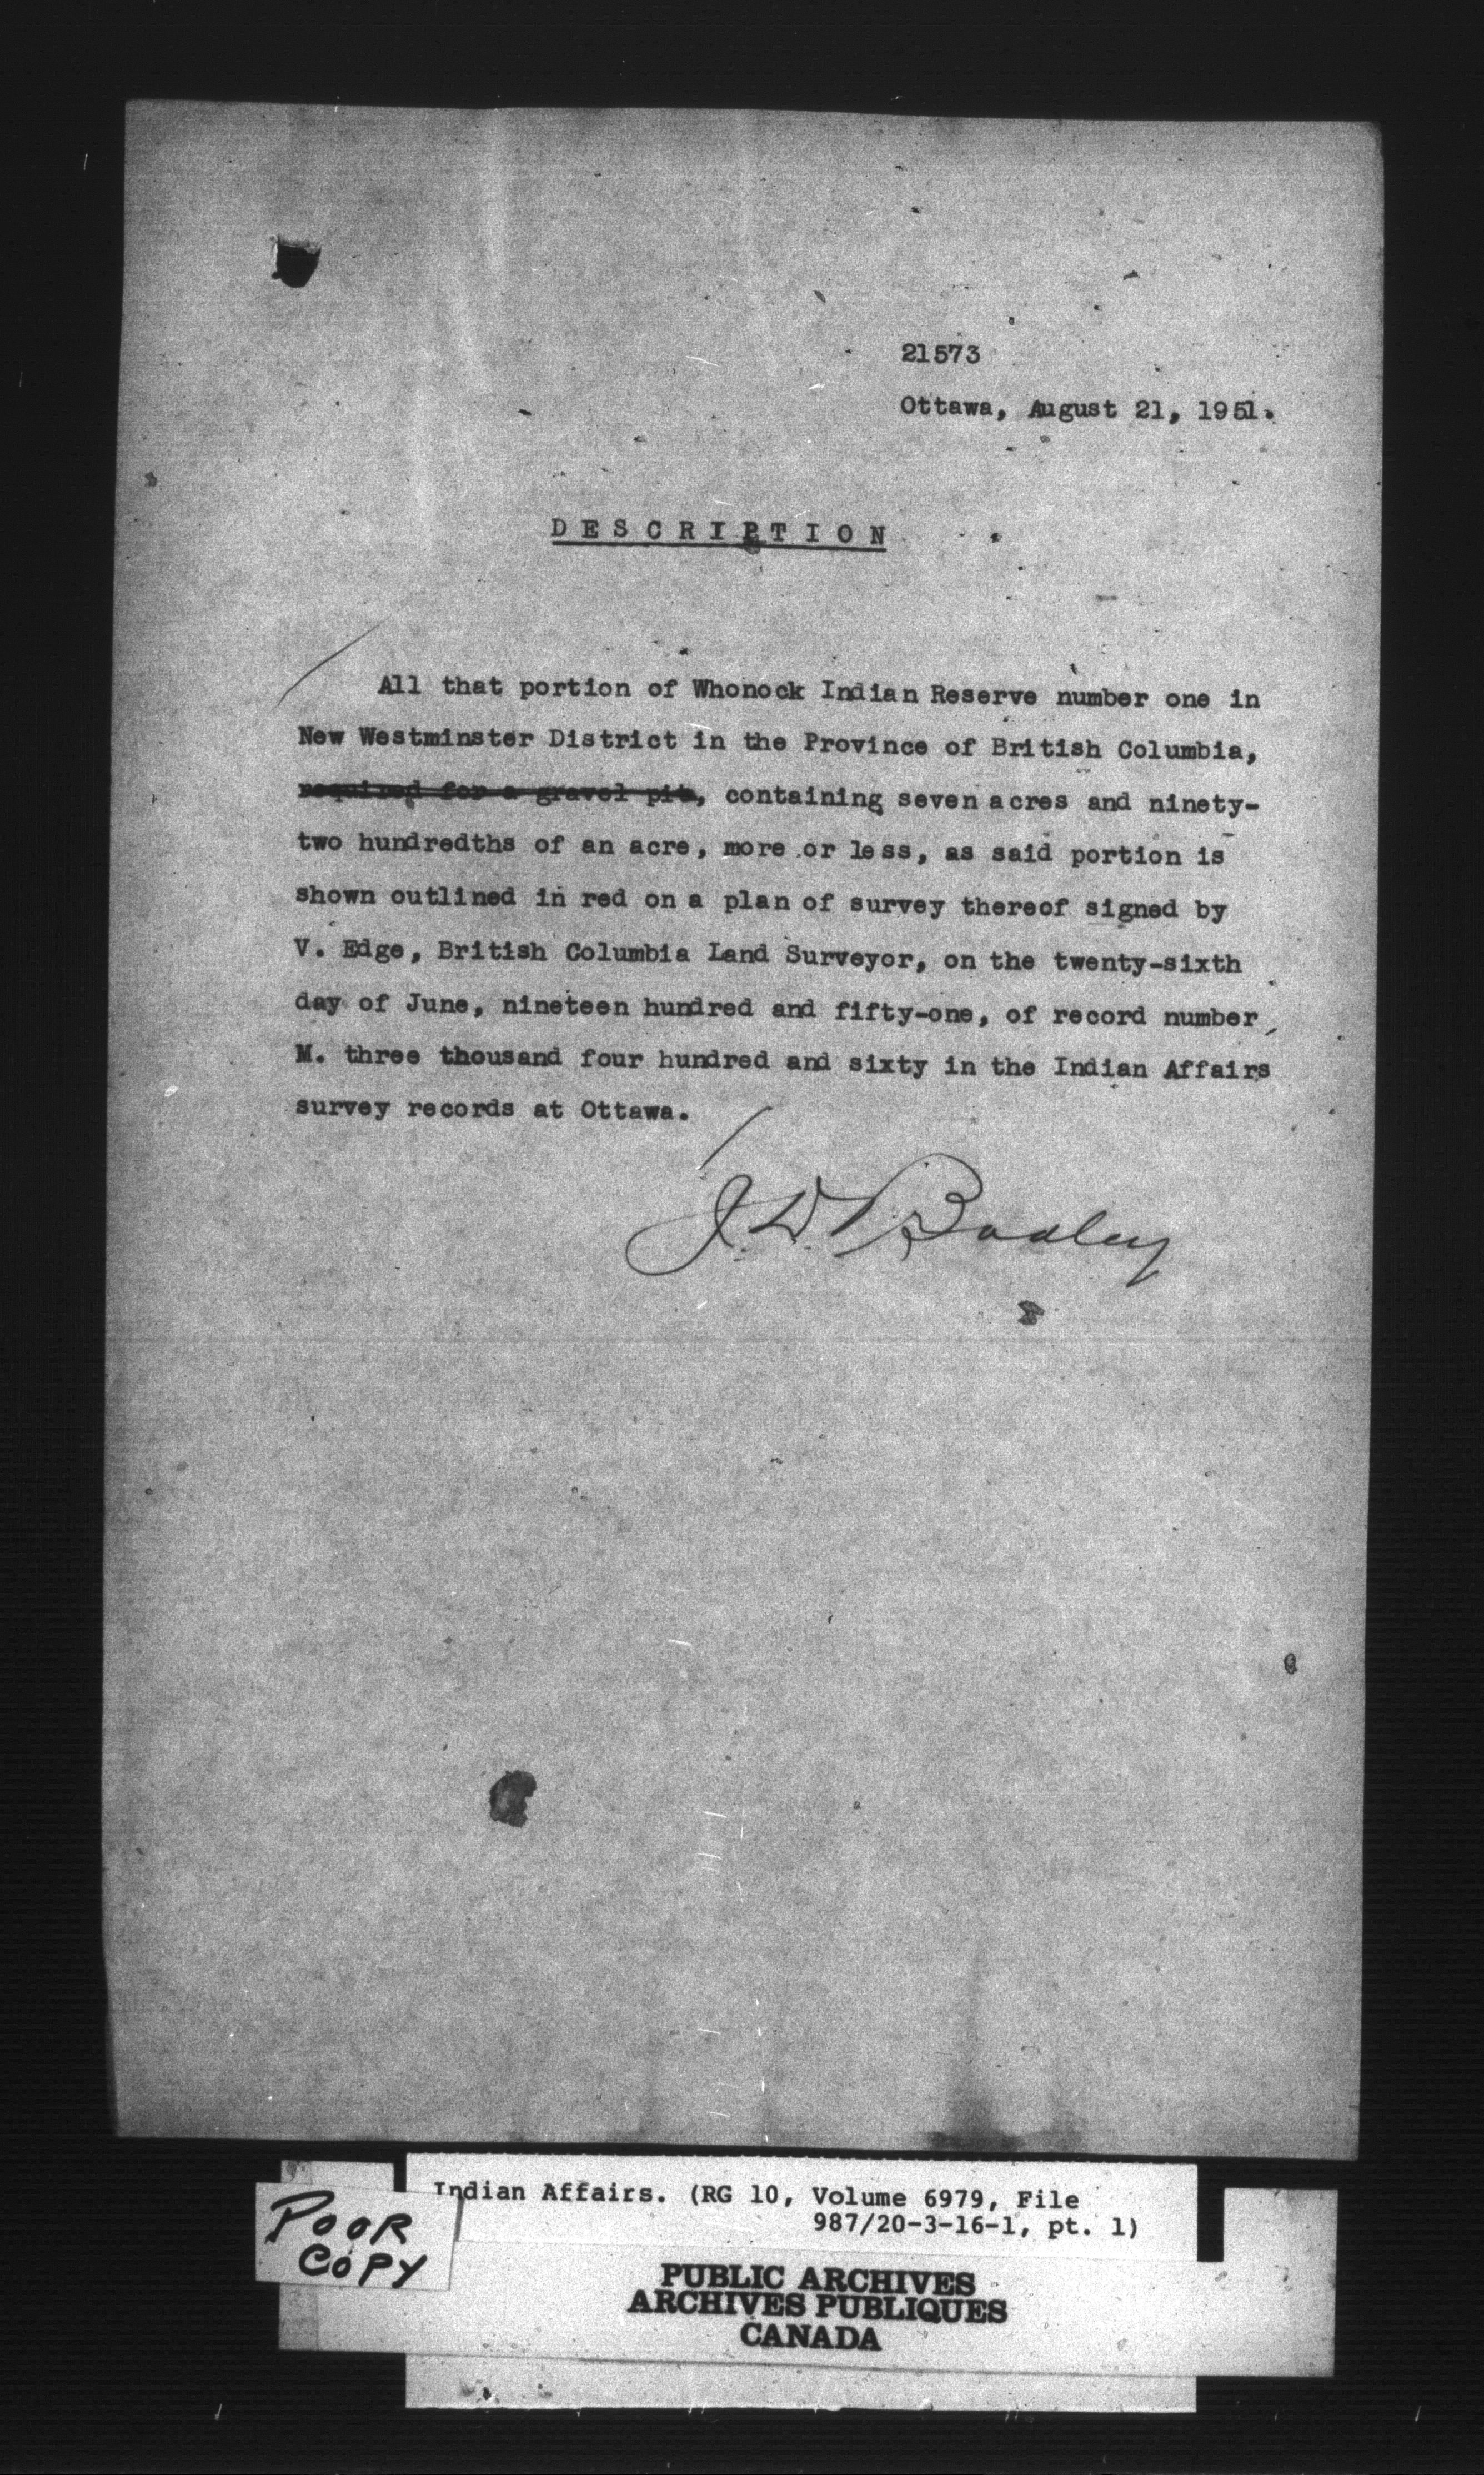 21573
Ottawa, August 21, 1951.
DESCRIPTION
All that portion of Whonock Indian Reserve number one in
New Westminster District in the Province of British Columbia,
required for a gravel pit, containing seven acres and ninety-
two hundredths of an acre, more or less, as said portion is
shown outlined in red on a plan of survey thereof signed by
V. Edge, British Columbia Land Surveyor, on the twenty-sixth
day of June, nineteen hundred and fifty-one, of record number
M. three thousand four hundred and sixty in the Indian Affairs
survey records at Ottawa.
Indian Affairs. (RG 10, Volume 6979, File
987/20-3-16-1, pt. 1)
POOR
COPY
PUBLIC ARCHIVES
ARCHIVES PUBLIQUES
CANADA